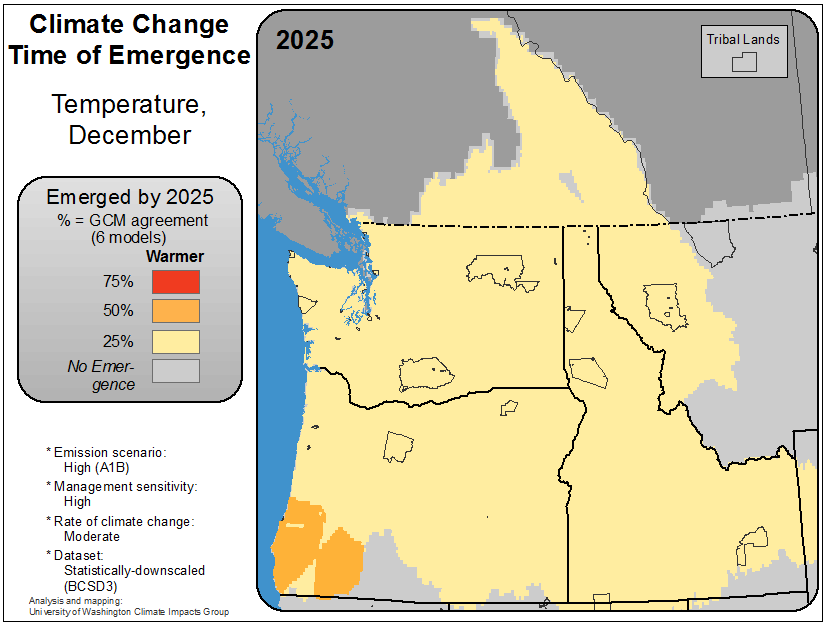 Climate Change
Time of Emergence
Temperature,
December
Emerged by 2025
% = GCM agreement
(6 models)
Warmer
75%
50%
25%
No Emer-
gence
* Emission scenario:
High (A1B)
* Management sensitivity:
High
* Rate of climate change:
Moderate
* Dataset:
Statistically-downscaled
(BCSD3)
Analysis and mapping:
University of Washington Climate Impacts Group
2025
Tribal Lands